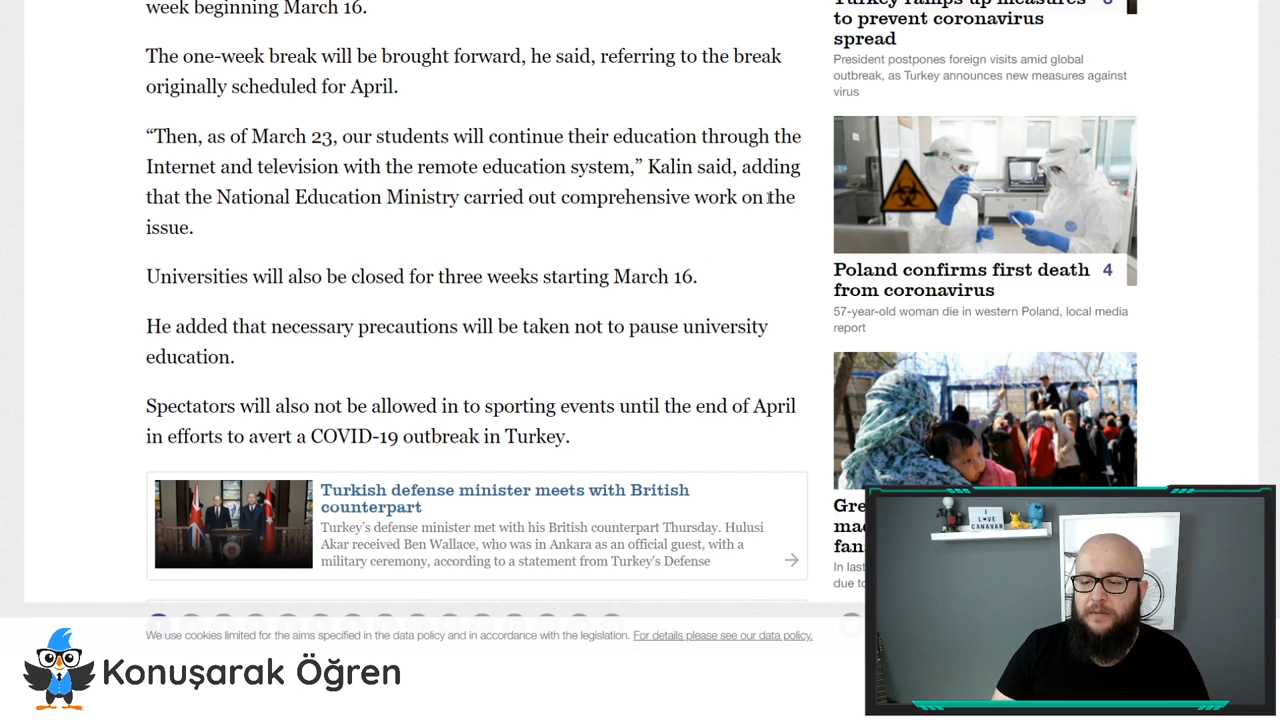 week beginning March 16.
The one-week break will be brought forward, he said, referring to the break
originally scheduled for April.
“Then, as of March 23, our students will continue their education through the
Internet and television with the remote education system,” Kalin said, adding
that the National Education Ministry carried out comprehensive work on the
issue.
Universities will also be closed for three weeks starting March 16.
He added that necessary precautions will be taken not to pause university
education.
Spectators will also not be allowed in to sporting events until the end of April
in efforts to avert a COVID-19 outbreak in Turkey.
Turkish defense minister meets with British
counterpart
Turkey’s defense minister met with his British counterpart Thursday. Hulusi
Akar received Ben Wallace, who was in Ankara as an official guest, with a
military ceremony, according to a statement from Turkey’s Defense
Turkey ramps up measures
to prevent coronavirus
spread
President postpones foreign visits amid global
outbreak, as Turkey announces new measures against
virus
Poland confirms first death 4
from coronavirus
57-year-old woman die in western Poland, local media
report
Gre
ma
fan
In last
due to
I
LOVE
CANAVAR
We use cookies limited for the aims specified in the data policy and in accordance with the legislation. For details please see our data policy.
Konuşarak Öğren